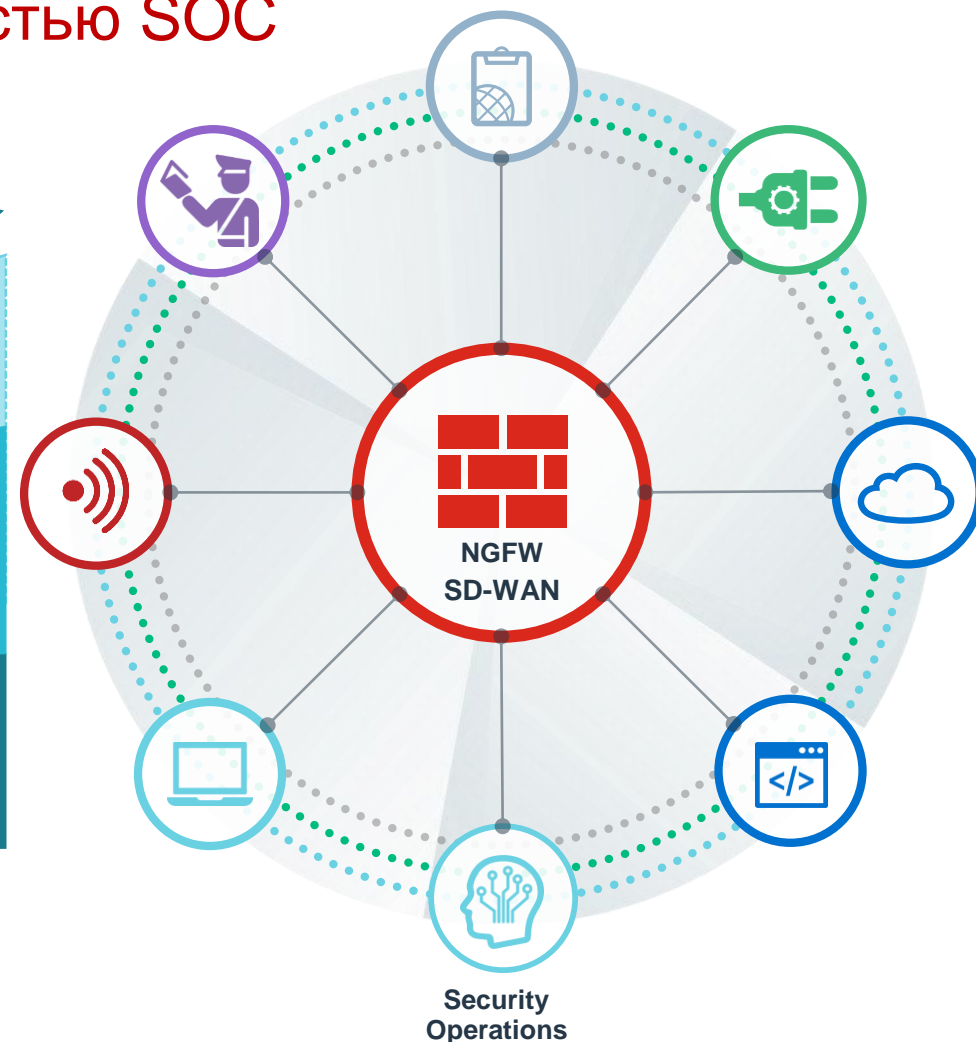 стью SOC
</>
NGFW
SD-WAN
Security
Operations